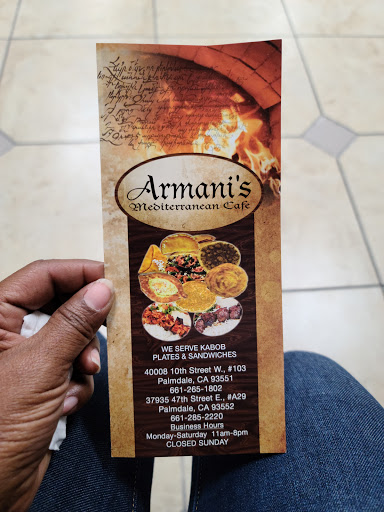 Armani's
Mediterranean Cafe
WE SERVE KABOB
PLATES & SANDWICHES
40008 10th Street W., #103
Palmdale, CA 93551
661-265-1802
37935 47th Street E., #A29
Palmdale, CA 93552
661-285-2220
Business Hours
Monday-Saturday 11am-8pm
CLOSED SUNDAY